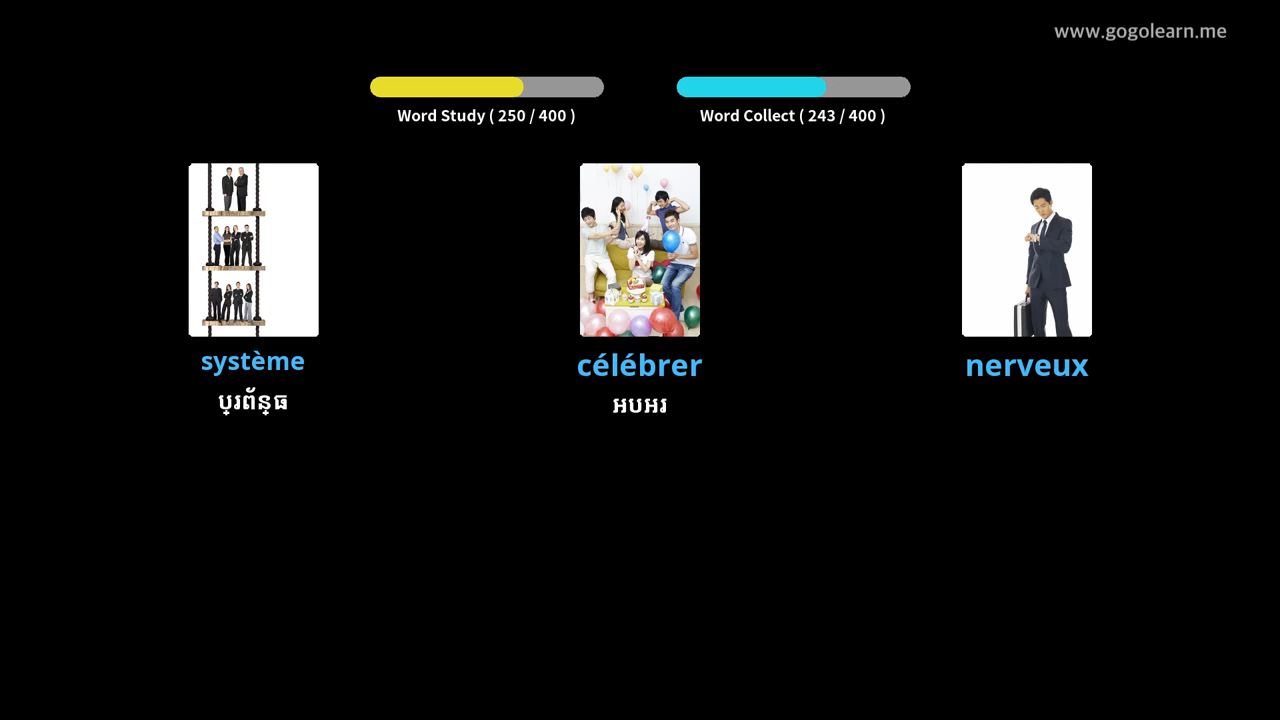 www.gogolearn.me
Word Study ( 250 / 400 )
Word Collect ( 243 / 400 )
système
célébrer
nerveux
ប្រព័ន្ធ
អបអរ